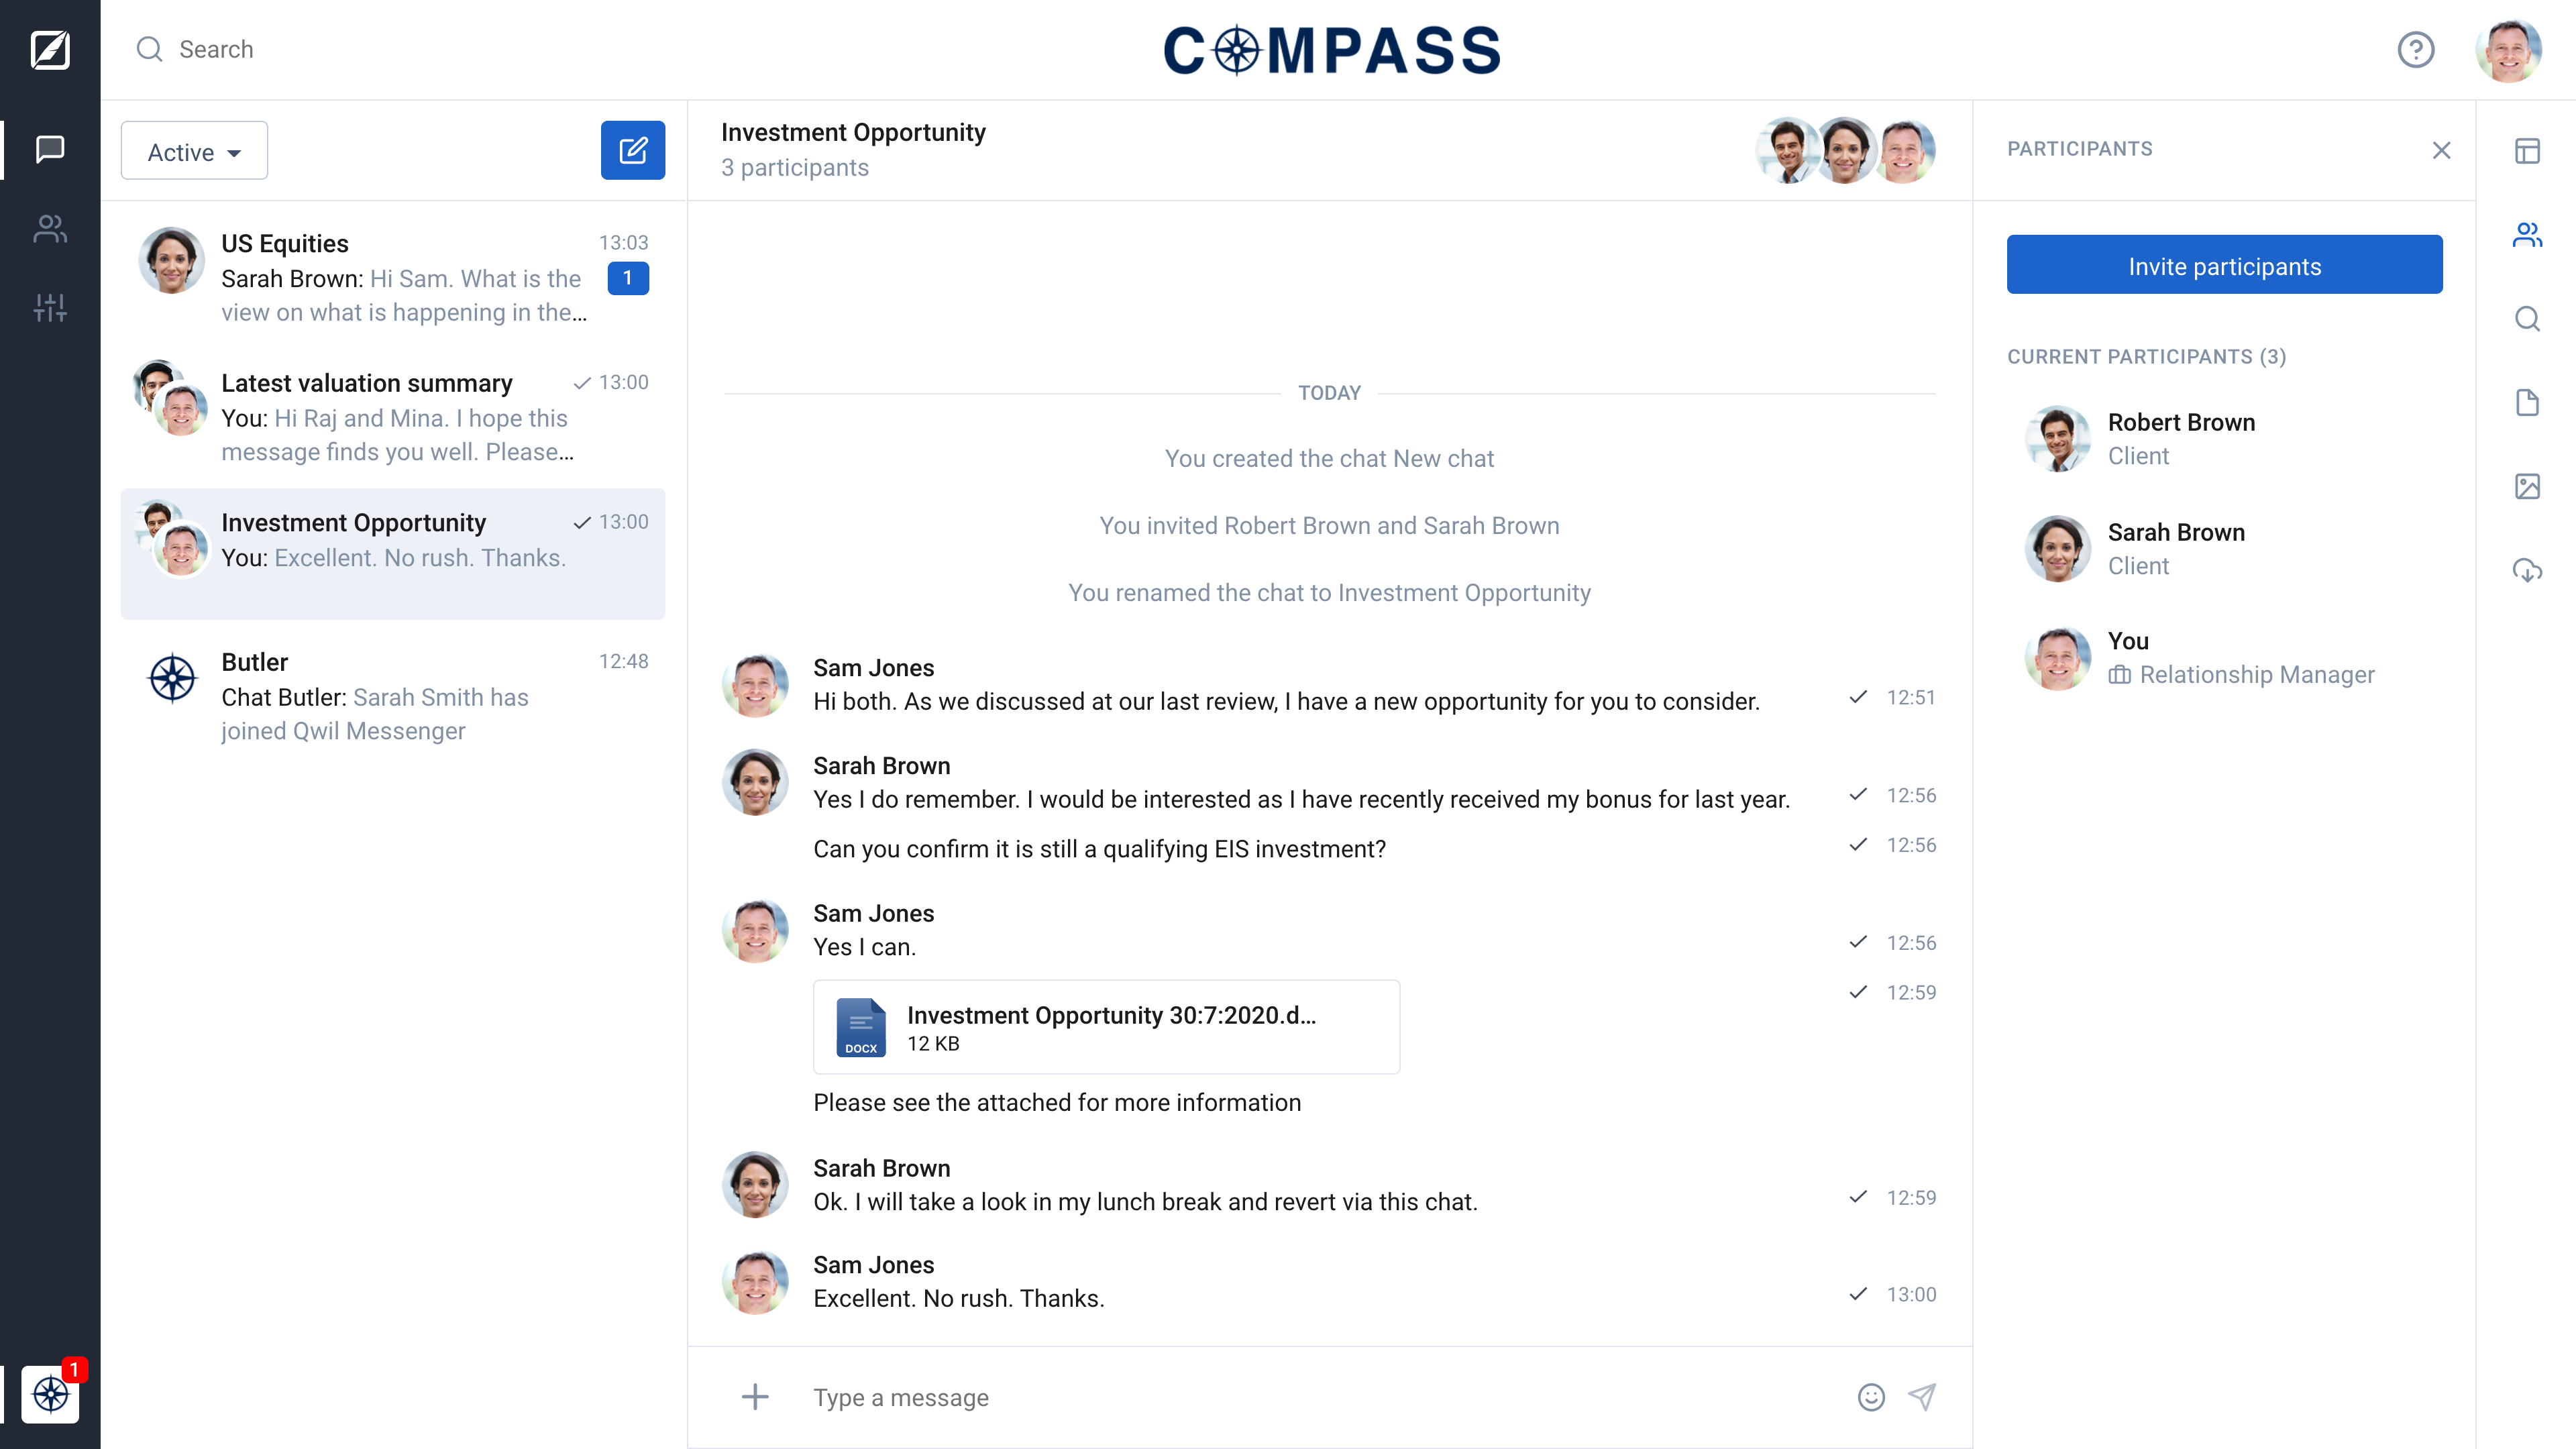 Search
COMPASS
Active
US Equities
13:03
Sarah Brown: Hi Sam. What is the
1
view on what is happening in the...
Latest valuation summary
13:00
You: Hi Raj and Mina. I hope this
message finds you well. Please...
Investment Opportunity
13:00
You: Excellent. No rush. Thanks.
Butler
12:48
Chat Butler: Sarah Smith has
joined Qwil Messenger
1
Investment Opportunity
3 participants
TODAY
You created the chat New chat
You invited Robert Brown and Sarah Brown
You renamed the chat to Investment Opportunity
Sam Jones
Hi both. As we discussed at our last review, I have a new opportunity for you to consider.
12:51
Sarah Brown
Yes I do remember. I would be interested as I have recently received my bonus for last year.
12:56
Can you confirm it is still a qualifying EIS investment?
12:56
Sam Jones
Yes I can.
12:56
12:59
Investment Opportunity 30:7:2020.d...
DOCX
12 KB
Please see the attached for more information
Sarah Brown
Ok. I will take a look in my lunch break and revert via this chat.
12:59
Sam Jones
Excellent. No rush. Thanks.
13:00
Type a message
PARTICIPANTS
Invite participants
CURRENT PARTICIPANTS (3)
Robert Brown
Client
Sarah Brown
Client
You
Relationship Manager